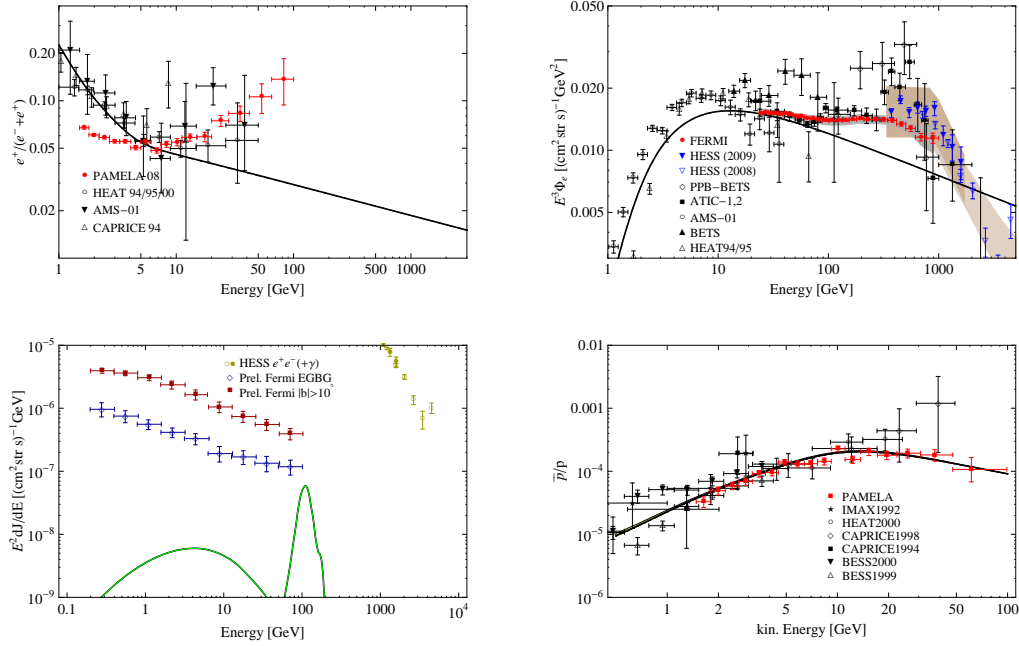 0.20
0.10
0.05
0.02
e⁺/(e⁻+e⁺)
PAMELA 08
HEAT 94/95/00
AMS−01
CAPRICE 94
1 5 10 50 100 500 1000
Energy [GeV]
0.050
0.020
0.010
0.005
E³Φₑ [(cm² str s)⁻¹GeV²]
FERMI
HESS (2009)
HESS (2008)
PPB−BETS
ATIC−1,2
AMS−01
BETS
HEAT94/95
1 10 100 1000
Energy [GeV]
10⁻⁵
10⁻⁶
10⁻⁷
10⁻⁸
10⁻⁹
E² dJ/dE [(cm² str s)⁻¹GeV]
HESS e⁺e⁻(+γ)
Prel. Fermi EGBG
Prel. Fermi |b|>10°
0.1 1 10 100 1000 10⁴
Energy [GeV]
0.01
0.001
10⁻⁴
10⁻⁵
10⁻⁶
p̅/p
PAMELA
IMAX1992
HEAT2000
CAPRICE1998
CAPRICE1994
BESS2000
BESS1999
1 2 5 10 20 50 100
kin. Energy [GeV]